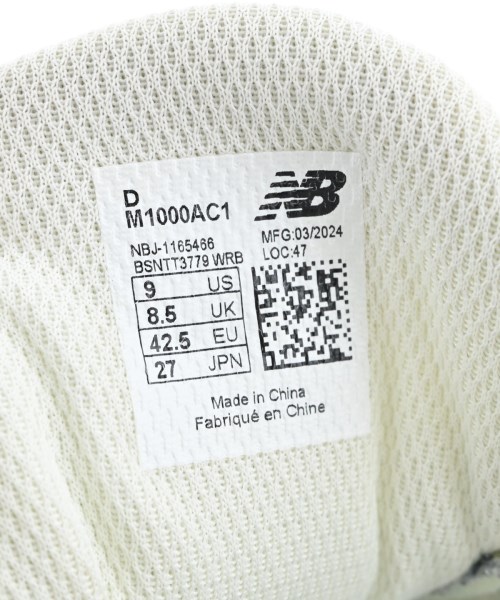 D
M1000AC1
NB
NBJ-1165466
BSNTT3779 WRB
MFG:03/2024
LOC:47
9 US
8.5 UK
42.5 EU
27 JPN
Made in China
Fabriqué en Chine